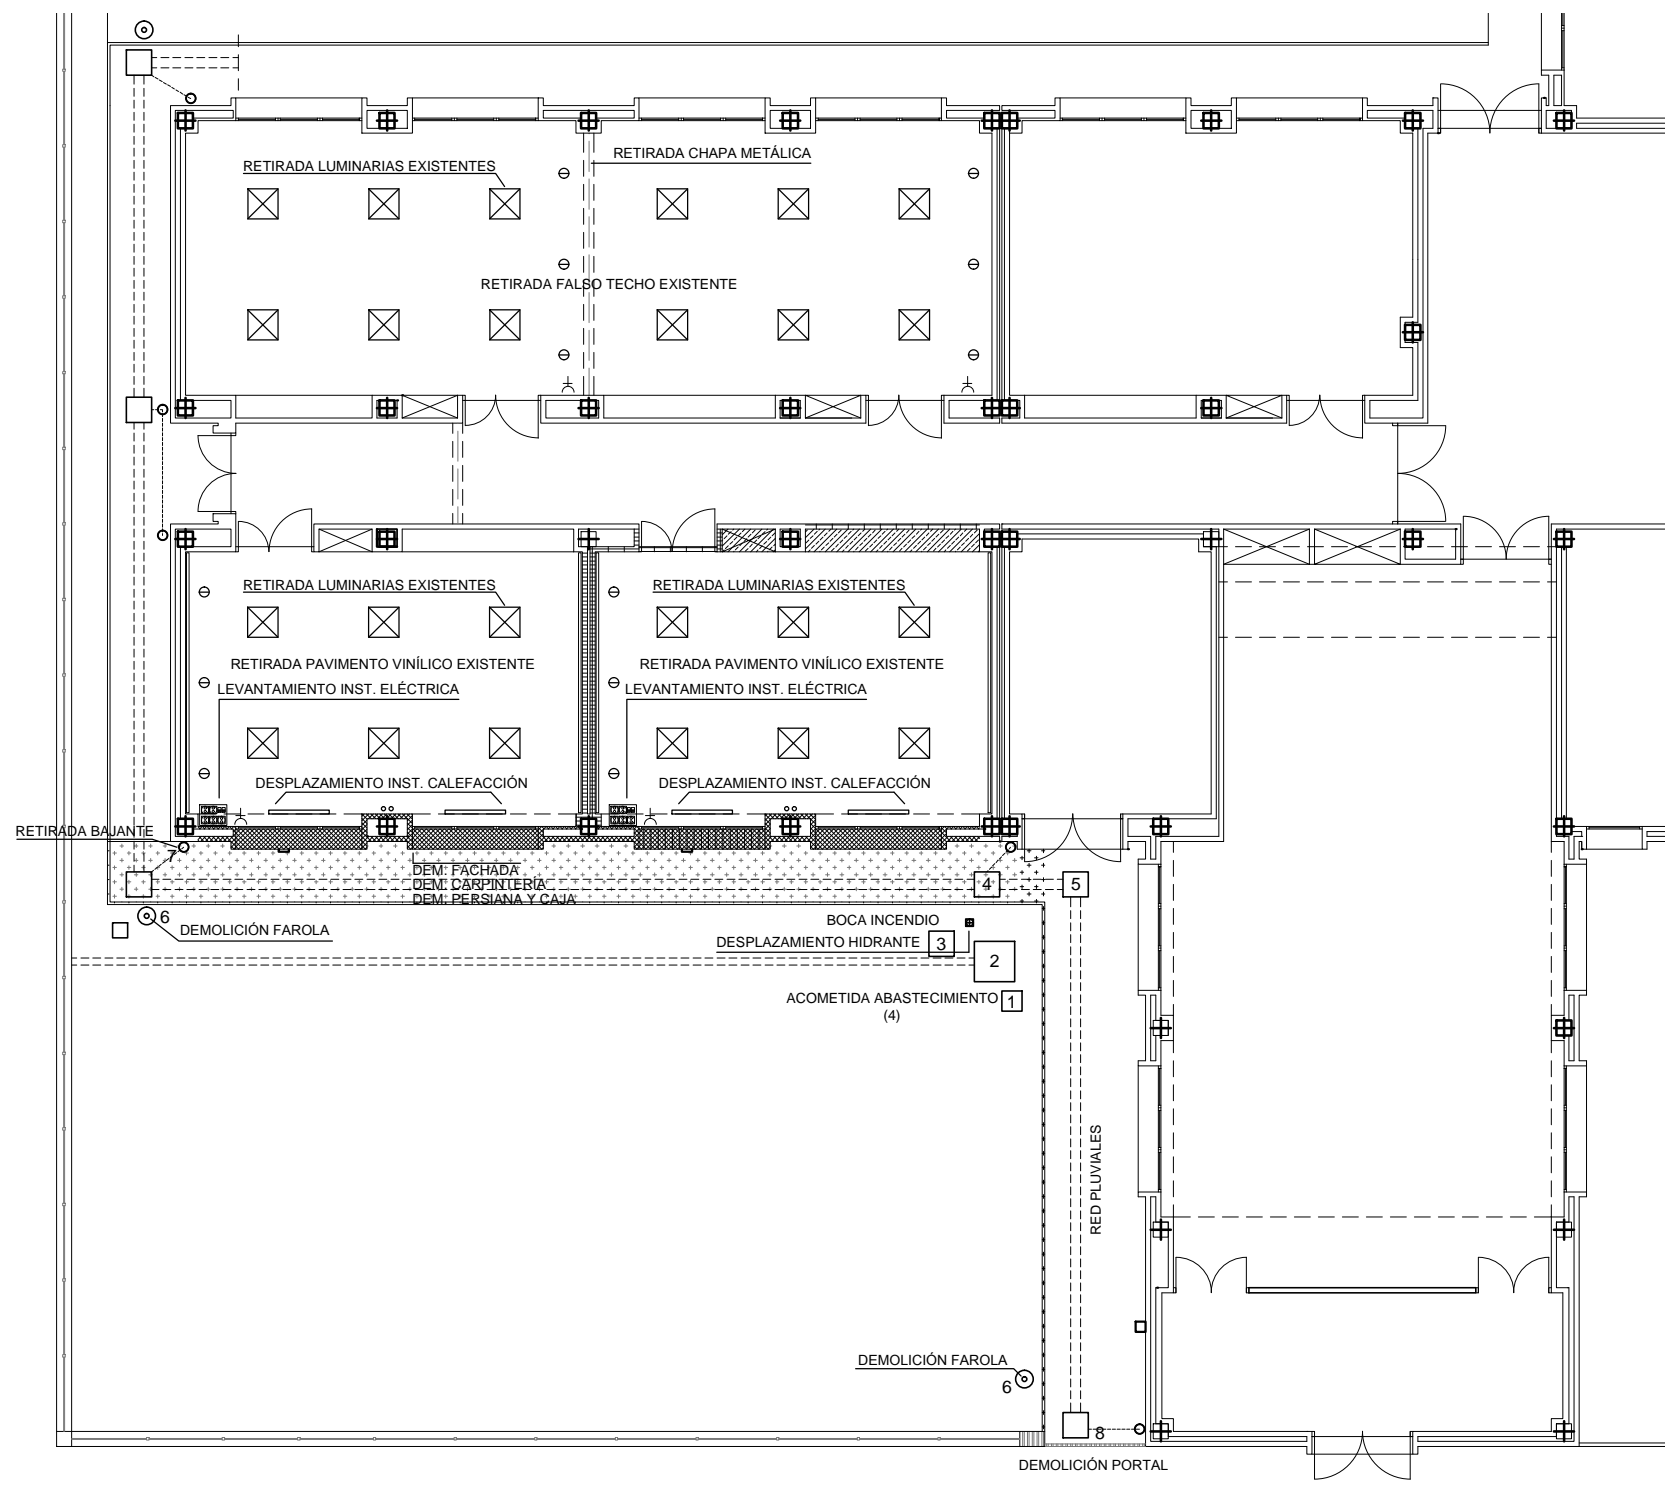 RETIRADA CHAPA METÁLICA
RETIRADA LUMINARIAS EXISTENTES
RETIRADA FALSO TECHO EXISTENTE
RETIRADA LUMINARIAS EXISTENTES
RETIRADA LUMINARIAS EXISTENTES
RETIRADA PAVIMENTO VINÍLICO EXISTENTE
RETIRADA PAVIMENTO VINÍLICO EXISTENTE
LEVANTAMIENTO INST. ELÉCTRICA
LEVANTAMIENTO INST. ELÉCTRICA
DESPLAZAMIENTO INST. CALEFACCIÓN
DESPLAZAMIENTO INST. CALEFACCIÓN
RETIRADA BAJANTE
7
DEM. FACHADA
DEM. CARPINTERÍA
DEM. PERSIANA Y CAJA
4
5
6
DEMOLICIÓN FAROLA
BOCA INCENDIO
DESPLAZAMIENTO HIDRANTE
3
2
ACOMETIDA ABASTECIMIENTO
(4)
1
RED PLUVIALES
DEMOLICIÓN FAROLA
6
8
DEMOLICIÓN PORTAL